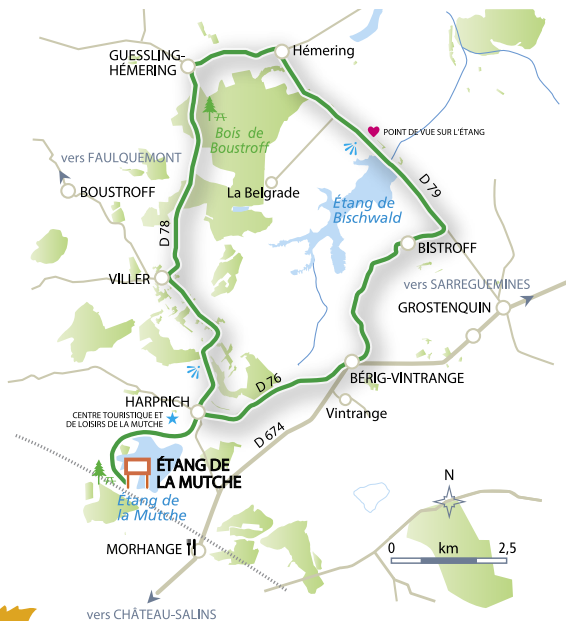 GUESSLING-
HÉMERING
Hémering
POINT DE VUE SUR L'ÉTANG
Bois de
Boustroff
vers FAULQUEMONT
BOUSTROFF
La Belgrade
Étang de
Bischwald
D 79
D 78
BISTROFF
VILLER
vers SARREGUEMINES
GROSTENQUIN
BÉRIG-VINTRANGE
D 76
HARPRICH
CENTRE TOURISTIQUE ET
DE LOISIRS DE LA MUTCHE
Vintrange
D 674
ÉTANG DE
LA MUTCHE
Étang de
la Mutche
N
MORHANGE
0 km 2,5
vers CHÂTEAU-SALINS